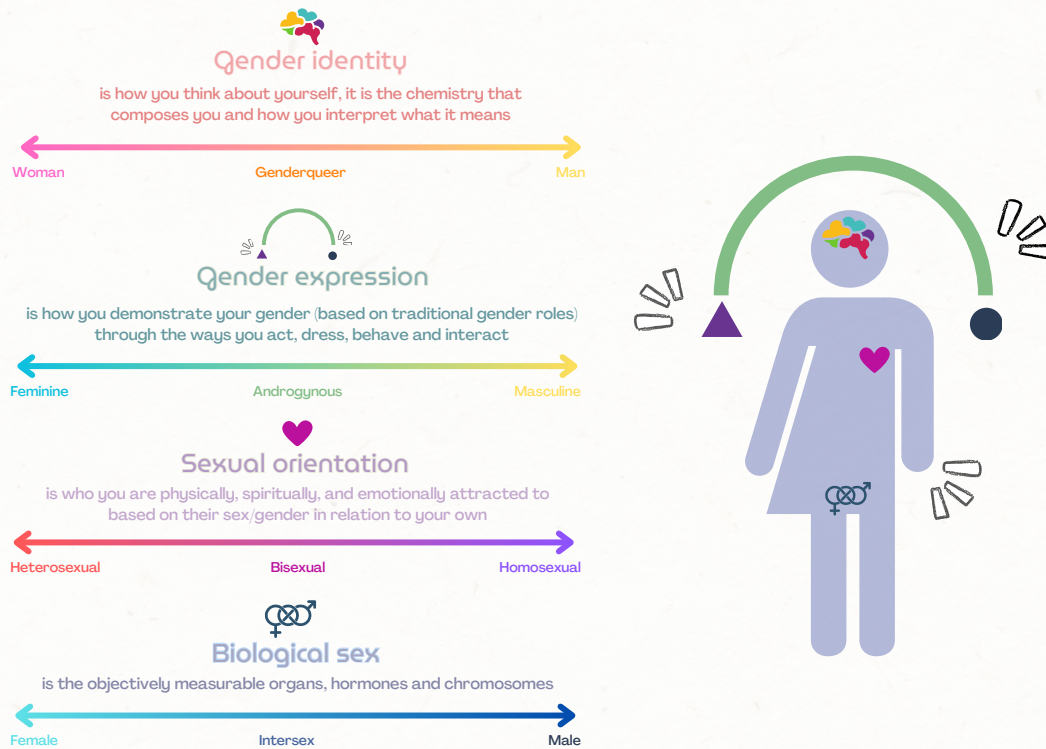 Gender identity
is how you think about yourself, it is the chemistry that
composes you and how you interpret what it means
Woman Genderqueer Man
Gender expression
is how you demonstrate your gender (based on traditional gender roles)
through the ways you act, dress, behave and interact
Feminine Androgynous Masculine
Sexual orientation
is who you are physically, spiritually, and emotionally attracted to
based on their sex/gender in relation to your own
Heterosexual Bisexual Homosexual
Biological sex
is the objectively measurable organs, hormones and chromosomes
Female Intersex Male